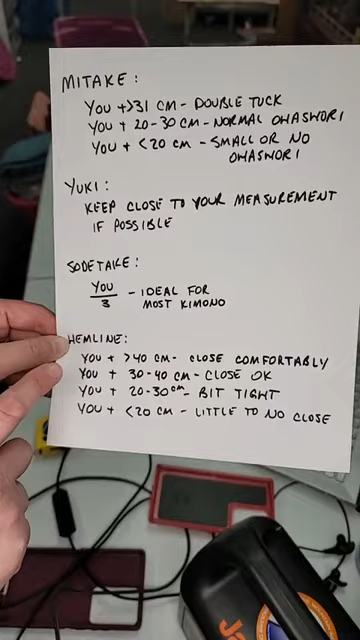 MITAKE:
YOU +>31 CM - DOUBLE TUCK
YOU + 20-30 CM - NORMAL OHASHORI
YOU + <20 CM - SMALL OR NO
OHASHORI
YUKI:
KEEP CLOSE TO YOUR MEASUREMENT
IF POSSIBLE
SODETAKE:
YOU/3 - IDEAL FOR
MOST KIMONO
HEMLINE:
YOU + >40 CM - CLOSE COMFORTABLY
YOU + 30-40 CM - CLOSE OK
YOU + 20-30 CM - BIT TIGHT
YOU + <20 CM - LITTLE TO NO CLOSE